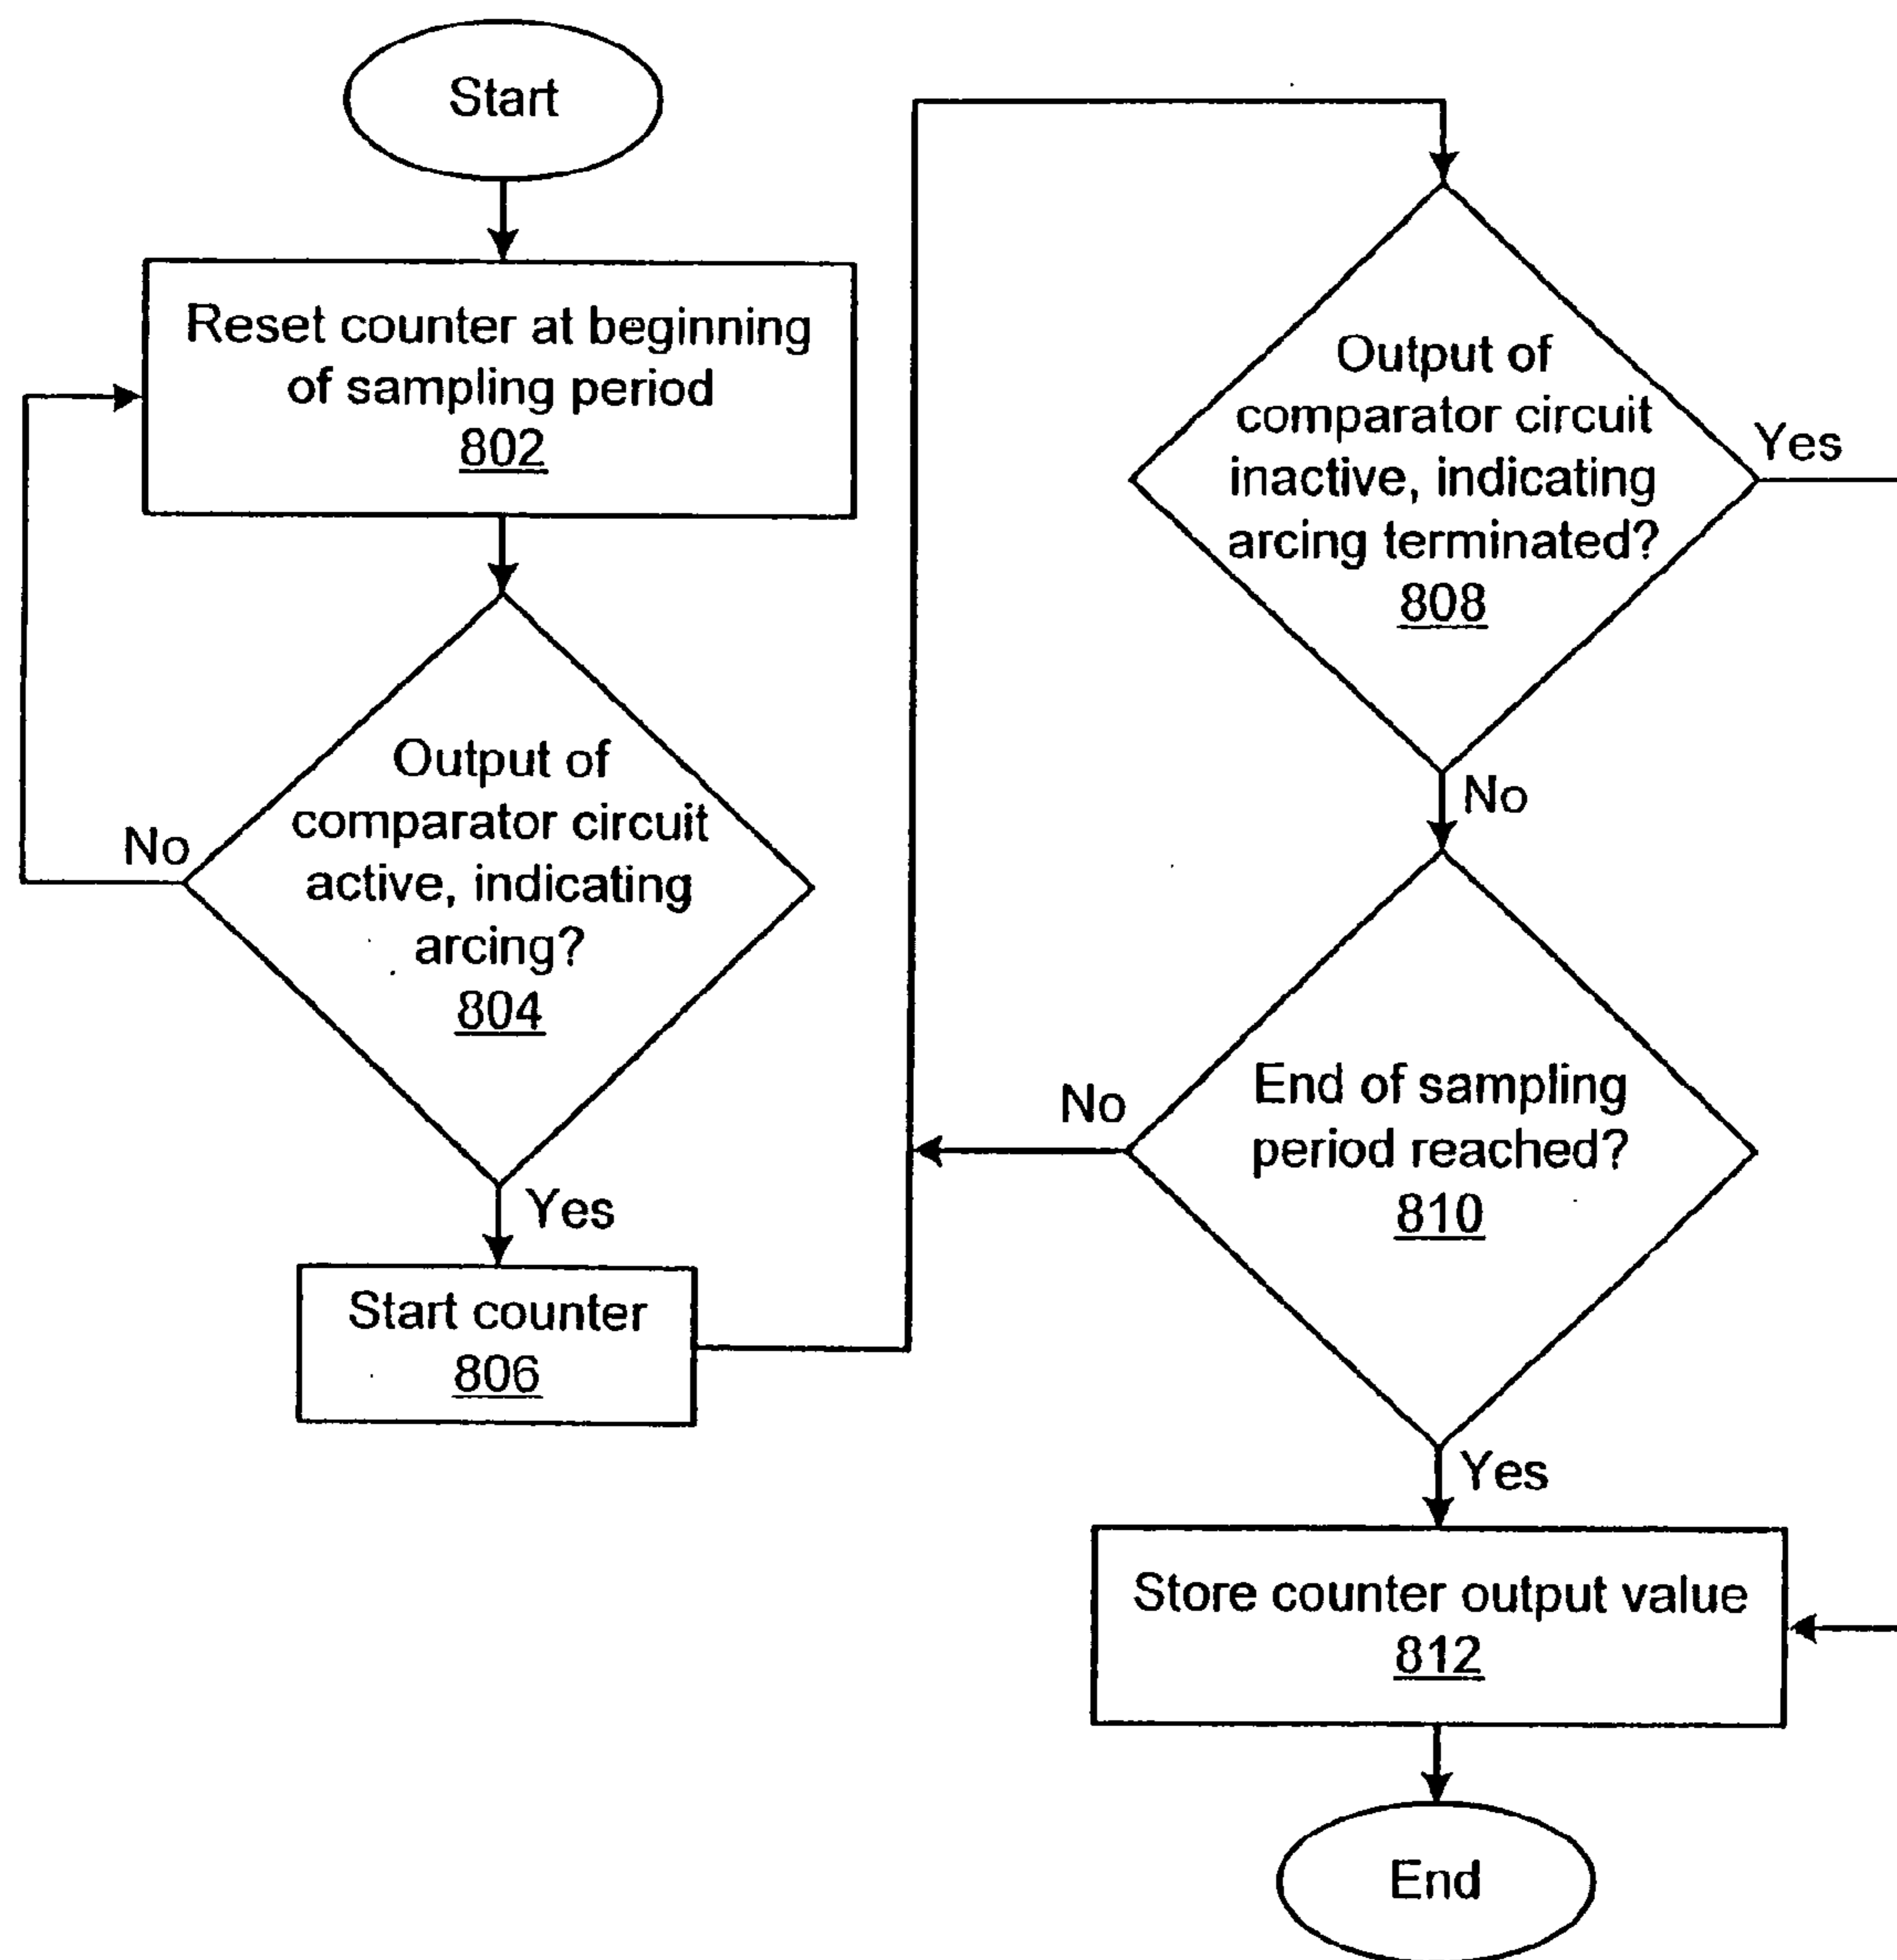 Start
Reset counter at beginning
of sampling period
802
Output of
comparator circuit
active, indicating
arcing?
804
No
Yes
Start counter
806
Output of
comparator circuit
inactive, indicating
arcing terminated?
808
Yes
No
End of sampling
period reached?
810
No
Yes
Store counter output value
812
End